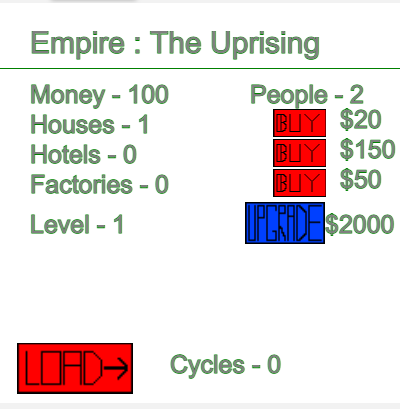 Empire : The Uprising
Money - 100 People - 2
Houses - 1 BUY $20
Hotels - 0 BUY $150
Factories - 0 BUY $50
Level - 1 UPGRADE $2000
LOAD→ Cycles - 0